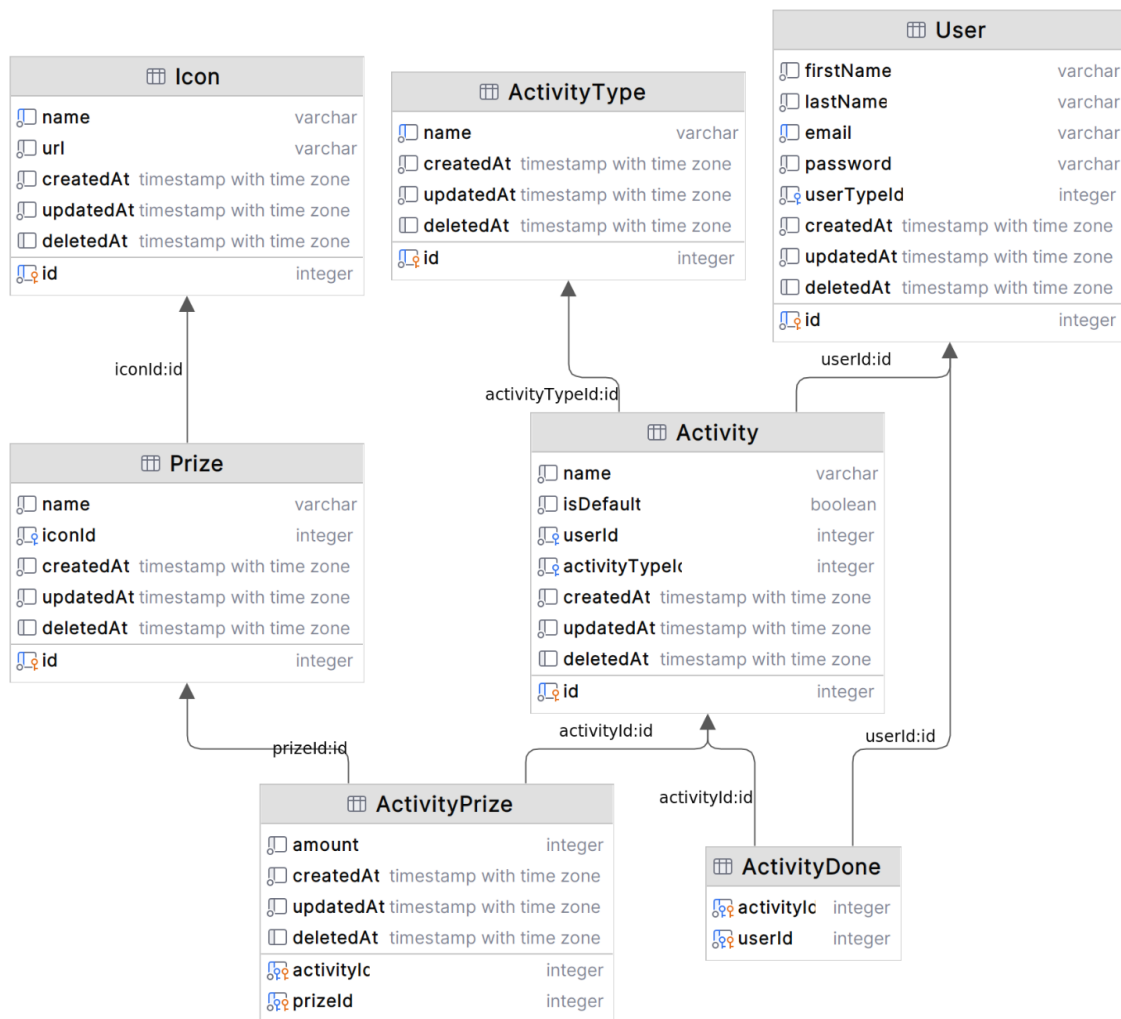 Icon
name varchar
url varchar
createdAt timestamp with time zone
updatedAt timestamp with time zone
deletedAt timestamp with time zone
id integer
ActivityType
name varchar
createdAt timestamp with time zone
updatedAt timestamp with time zone
deletedAt timestamp with time zone
id integer
User
firstName varchar
lastName varchar
email varchar
password varchar
userTypeId integer
createdAt timestamp with time zone
updatedAt timestamp with time zone
deletedAt timestamp with time zone
id integer
iconId:id
activityTypeId:id
userId:id
Prize
name varchar
iconId integer
createdAt timestamp with time zone
updatedAt timestamp with time zone
deletedAt timestamp with time zone
id integer
Activity
name varchar
isDefault boolean
userId integer
activityTypeId integer
createdAt timestamp with time zone
updatedAt timestamp with time zone
deletedAt timestamp with time zone
id integer
prizeId:id
activityId:id
userId:id
activityId:id
ActivityPrize
amount integer
createdAt timestamp with time zone
updatedAt timestamp with time zone
deletedAt timestamp with time zone
activityId integer
prizeId integer
ActivityDone
activityId integer
userId integer